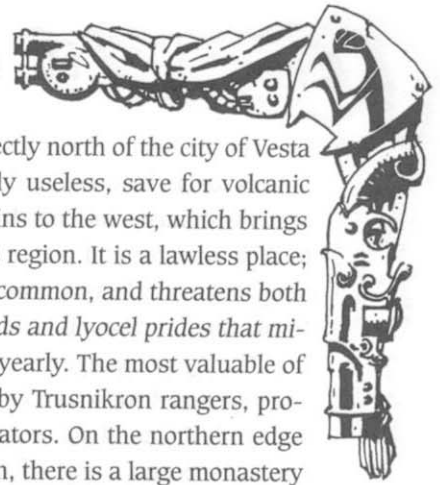 ectly north of the city of Vesta
ly useless, save for volcanic
ins to the west, which brings
region. It is a lawless place;
common, and threatens both
ds and lyocel prides that mi-
yearly. The most valuable of
by Trusnikron rangers, pro-
ators. On the northern edge
n, there is a large monastery